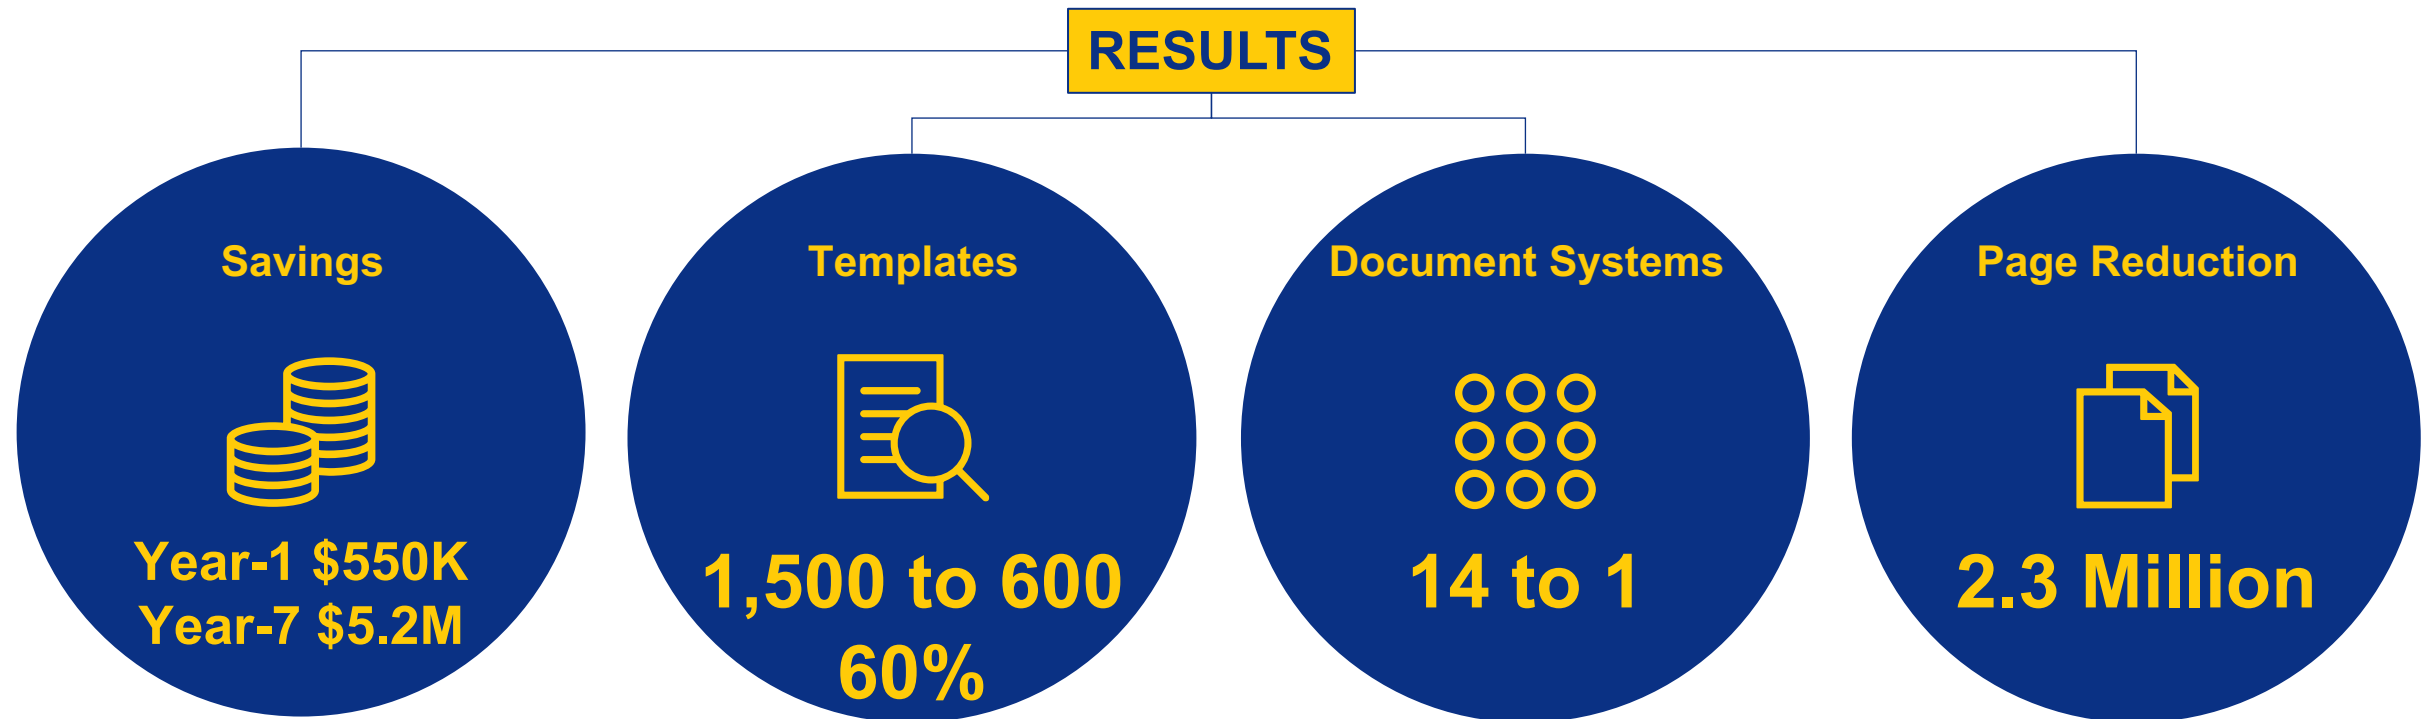 RESULTS
Savings
Year-1 $550K
Year-7 $5.2M
Templates
1,500 to 600
60%
Document Systems
14 to 1
Page Reduction
2.3 Million